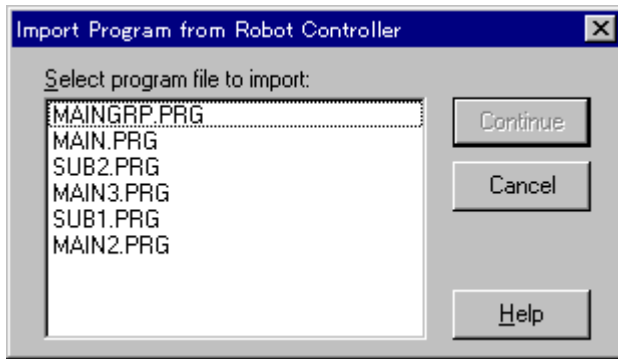 Import Program from Robot Controller
Select program file to import:
MAINGRP.PRG
MAIN.PRG
SUB2.PRG
MAIN3.PRG
SUB1.PRG
MAIN2.PRG
Continue
Cancel
Help